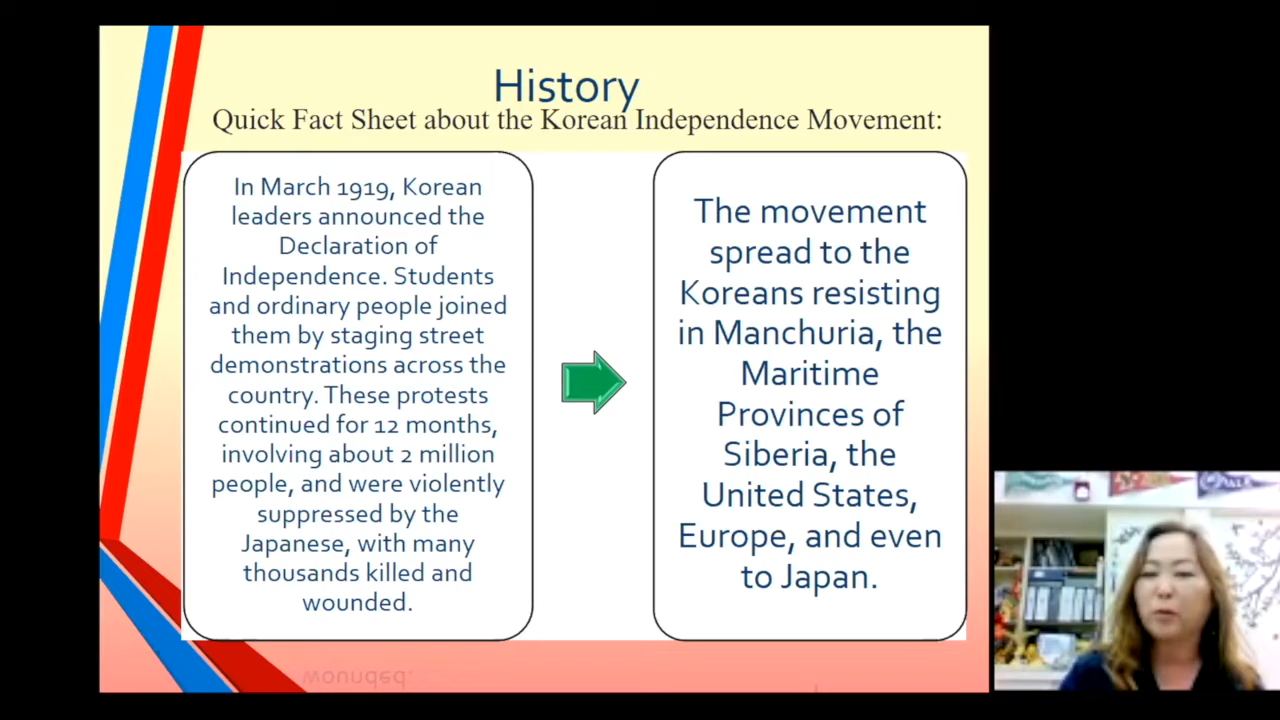 History
Quick Fact Sheet about the Korean Independence Movement:
In March 1919, Korean
leaders announced the
Declaration of
Independence. Students
and ordinary people joined
them by staging street
demonstrations across the
country. These protests
continued for 12 months,
involving about 2 million
people, and were violently
suppressed by the
Japanese, with many
thousands killed and
wounded.
The movement
spread to the
Koreans resisting
in Manchuria, the
Maritime
Provinces of
Siberia, the
United States,
Europe, and even
to Japan.